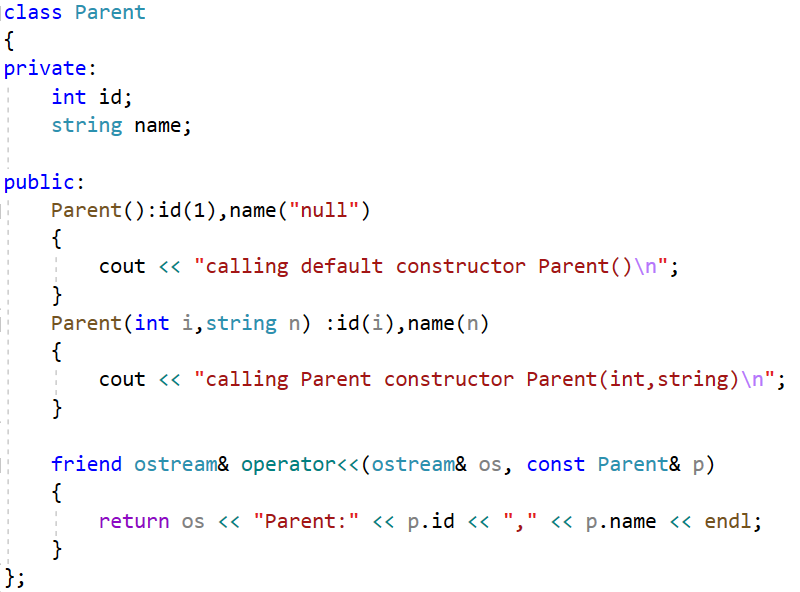 class Parent
{
private:
    int id;
    string name;

public:
    Parent():id(1),name("null")
    {
        cout << "calling default constructor Parent()\n";
    }
    Parent(int i,string n) :id(i),name(n)
    {
        cout << "calling Parent constructor Parent(int,string)\n";
    }

    friend ostream& operator<<(ostream& os, const Parent& p)
    {
        return os << "Parent:" << p.id << "," << p.name << endl;
    }
};